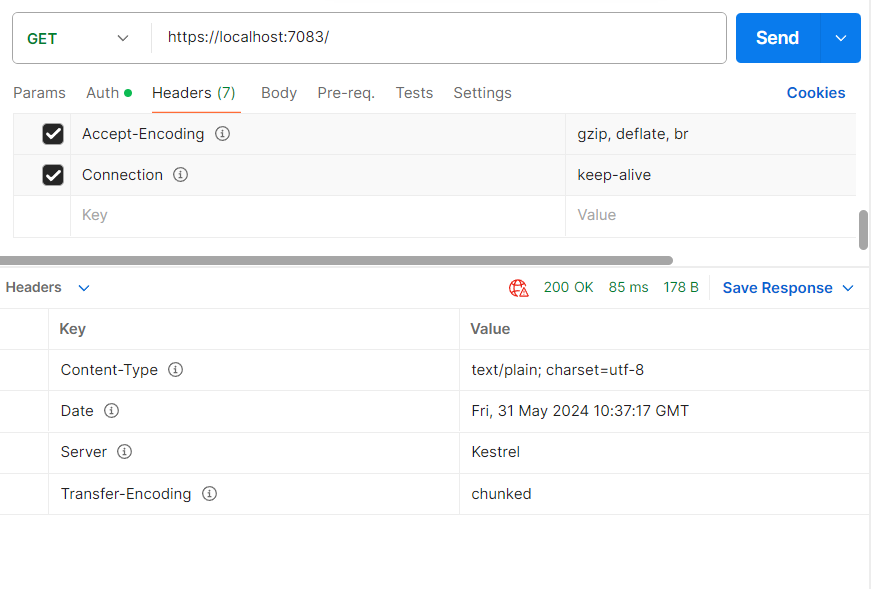 GET https://localhost:7083/ Send
Params Auth Headers (7) Body Pre-req. Tests Settings Cookies
Accept-Encoding gzip, deflate, br
Connection keep-alive
Key Value
Headers 200 OK 85 ms 178 B Save Response
Key Value
Content-Type text/plain; charset=utf-8
Date Fri, 31 May 2024 10:37:17 GMT
Server Kestrel
Transfer-Encoding chunked